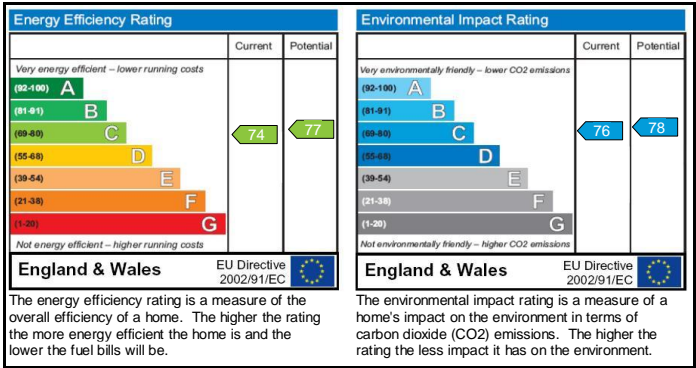 Energy Efficiency Rating
Current Potential
Very energy efficient – lower running costs
(92-100) A
(81-91) B
(69-80) C
(55-68) D
(39-54) E
(21-38) F
(1-20) G
74
77
Not energy efficient – higher running costs
England & Wales
EU Directive
2002/91/EC
The energy efficiency rating is a measure of the
overall efficiency of a home. The higher the rating
the more energy efficient the home is and the
lower the fuel bills will be.
Environmental Impact Rating
Current Potential
Very environmentally friendly – lower CO2 emissions
(92-100) A
(81-91) B
(69-80) C
(55-68) D
(39-54) E
(21-38) F
(1-20) G
76
78
Not environmentally friendly – higher CO2 emissions
England & Wales
EU Directive
2002/91/EC
The environmental impact rating is a measure of a
home's impact on the environment in terms of
carbon dioxide (CO2) emissions. The higher the
rating the less impact it has on the environment.